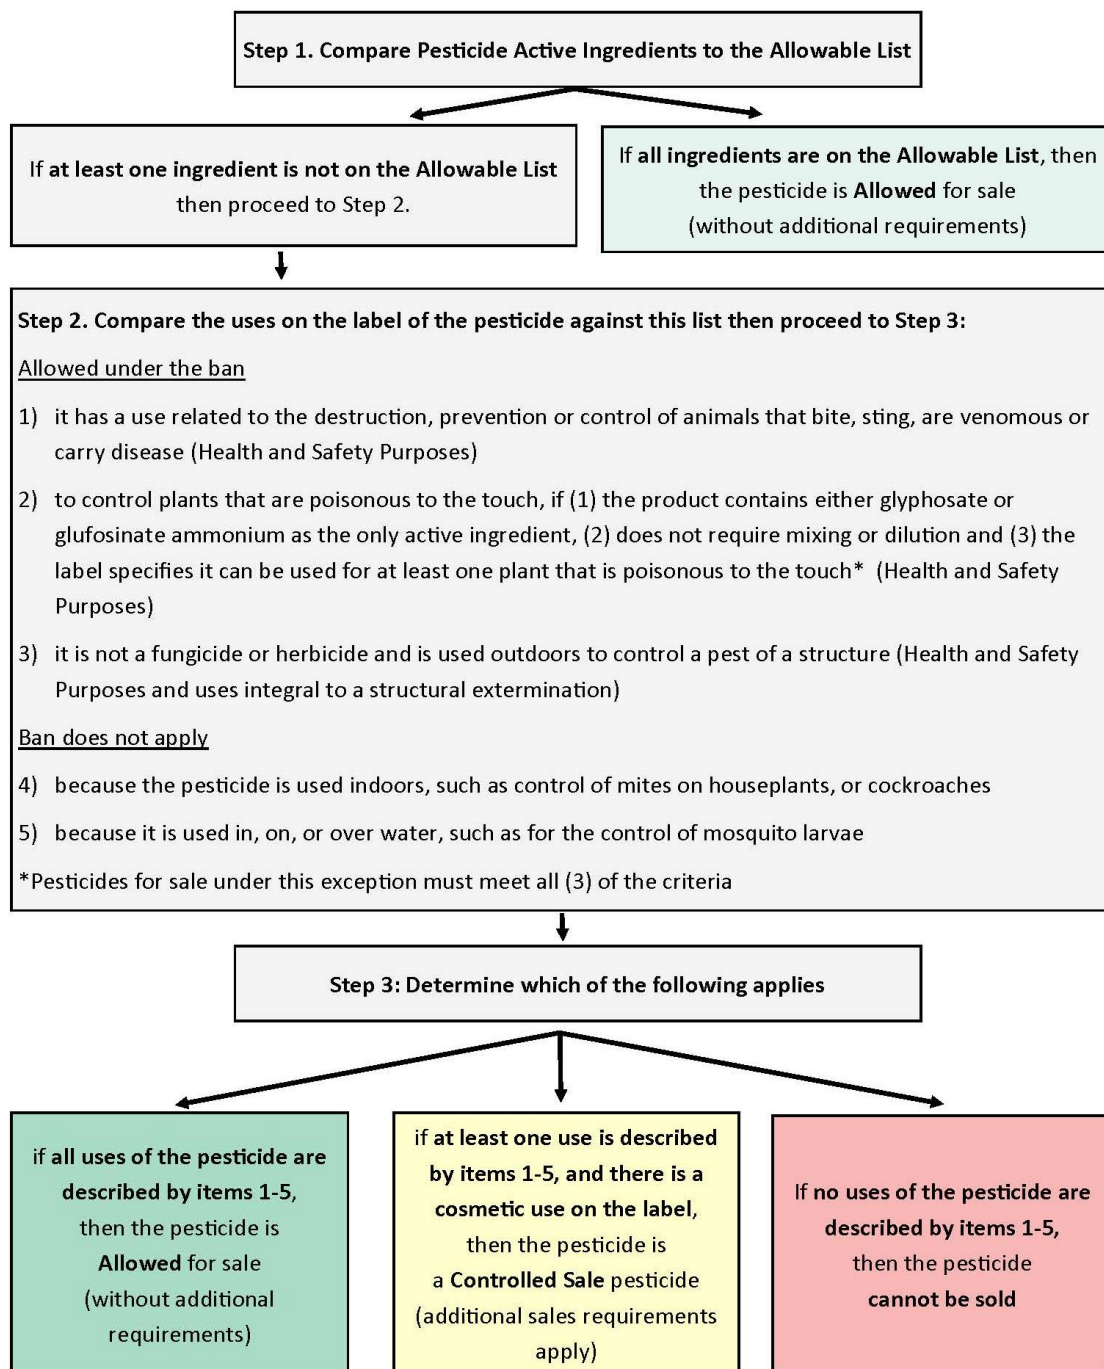 Step 1. Compare Pesticide Active Ingredients to the Allowable List
If at least one ingredient is not on the Allowable List
then proceed to Step 2.
If all ingredients are on the Allowable List, then
the pesticide is Allowed for sale
(without additional requirements)
Step 2. Compare the uses on the label of the pesticide against this list then proceed to Step 3:
Allowed under the ban
1) it has a use related to the destruction, prevention or control of animals that bite, sting, are venomous or
carry disease (Health and Safety Purposes)
2) to control plants that are poisonous to the touch, if (1) the product contains either glyphosate or
glufosinate ammonium as the only active ingredient, (2) does not require mixing or dilution and (3) the
label specifies it can be used for at least one plant that is poisonous to the touch* (Health and Safety
Purposes)
3) it is not a fungicide or herbicide and is used outdoors to control a pest of a structure (Health and Safety
Purposes and uses integral to a structural extermination)
Ban does not apply
4) because the pesticide is used indoors, such as control of mites on houseplants, or cockroaches
5) because it is used in, on, or over water, such as for the control of mosquito larvae
*Pesticides for sale under this exception must meet all (3) of the criteria
Step 3: Determine which of the following applies
if all uses of the pesticide are
described by items 1-5,
then the pesticide is
Allowed for sale
(without additional
requirements)
if at least one use is described
by items 1-5, and there is a
cosmetic use on the label,
then the pesticide is
a Controlled Sale pesticide
(additional sales requirements
apply)
If no uses of the pesticide are
described by items 1-5,
then the pesticide
cannot be sold